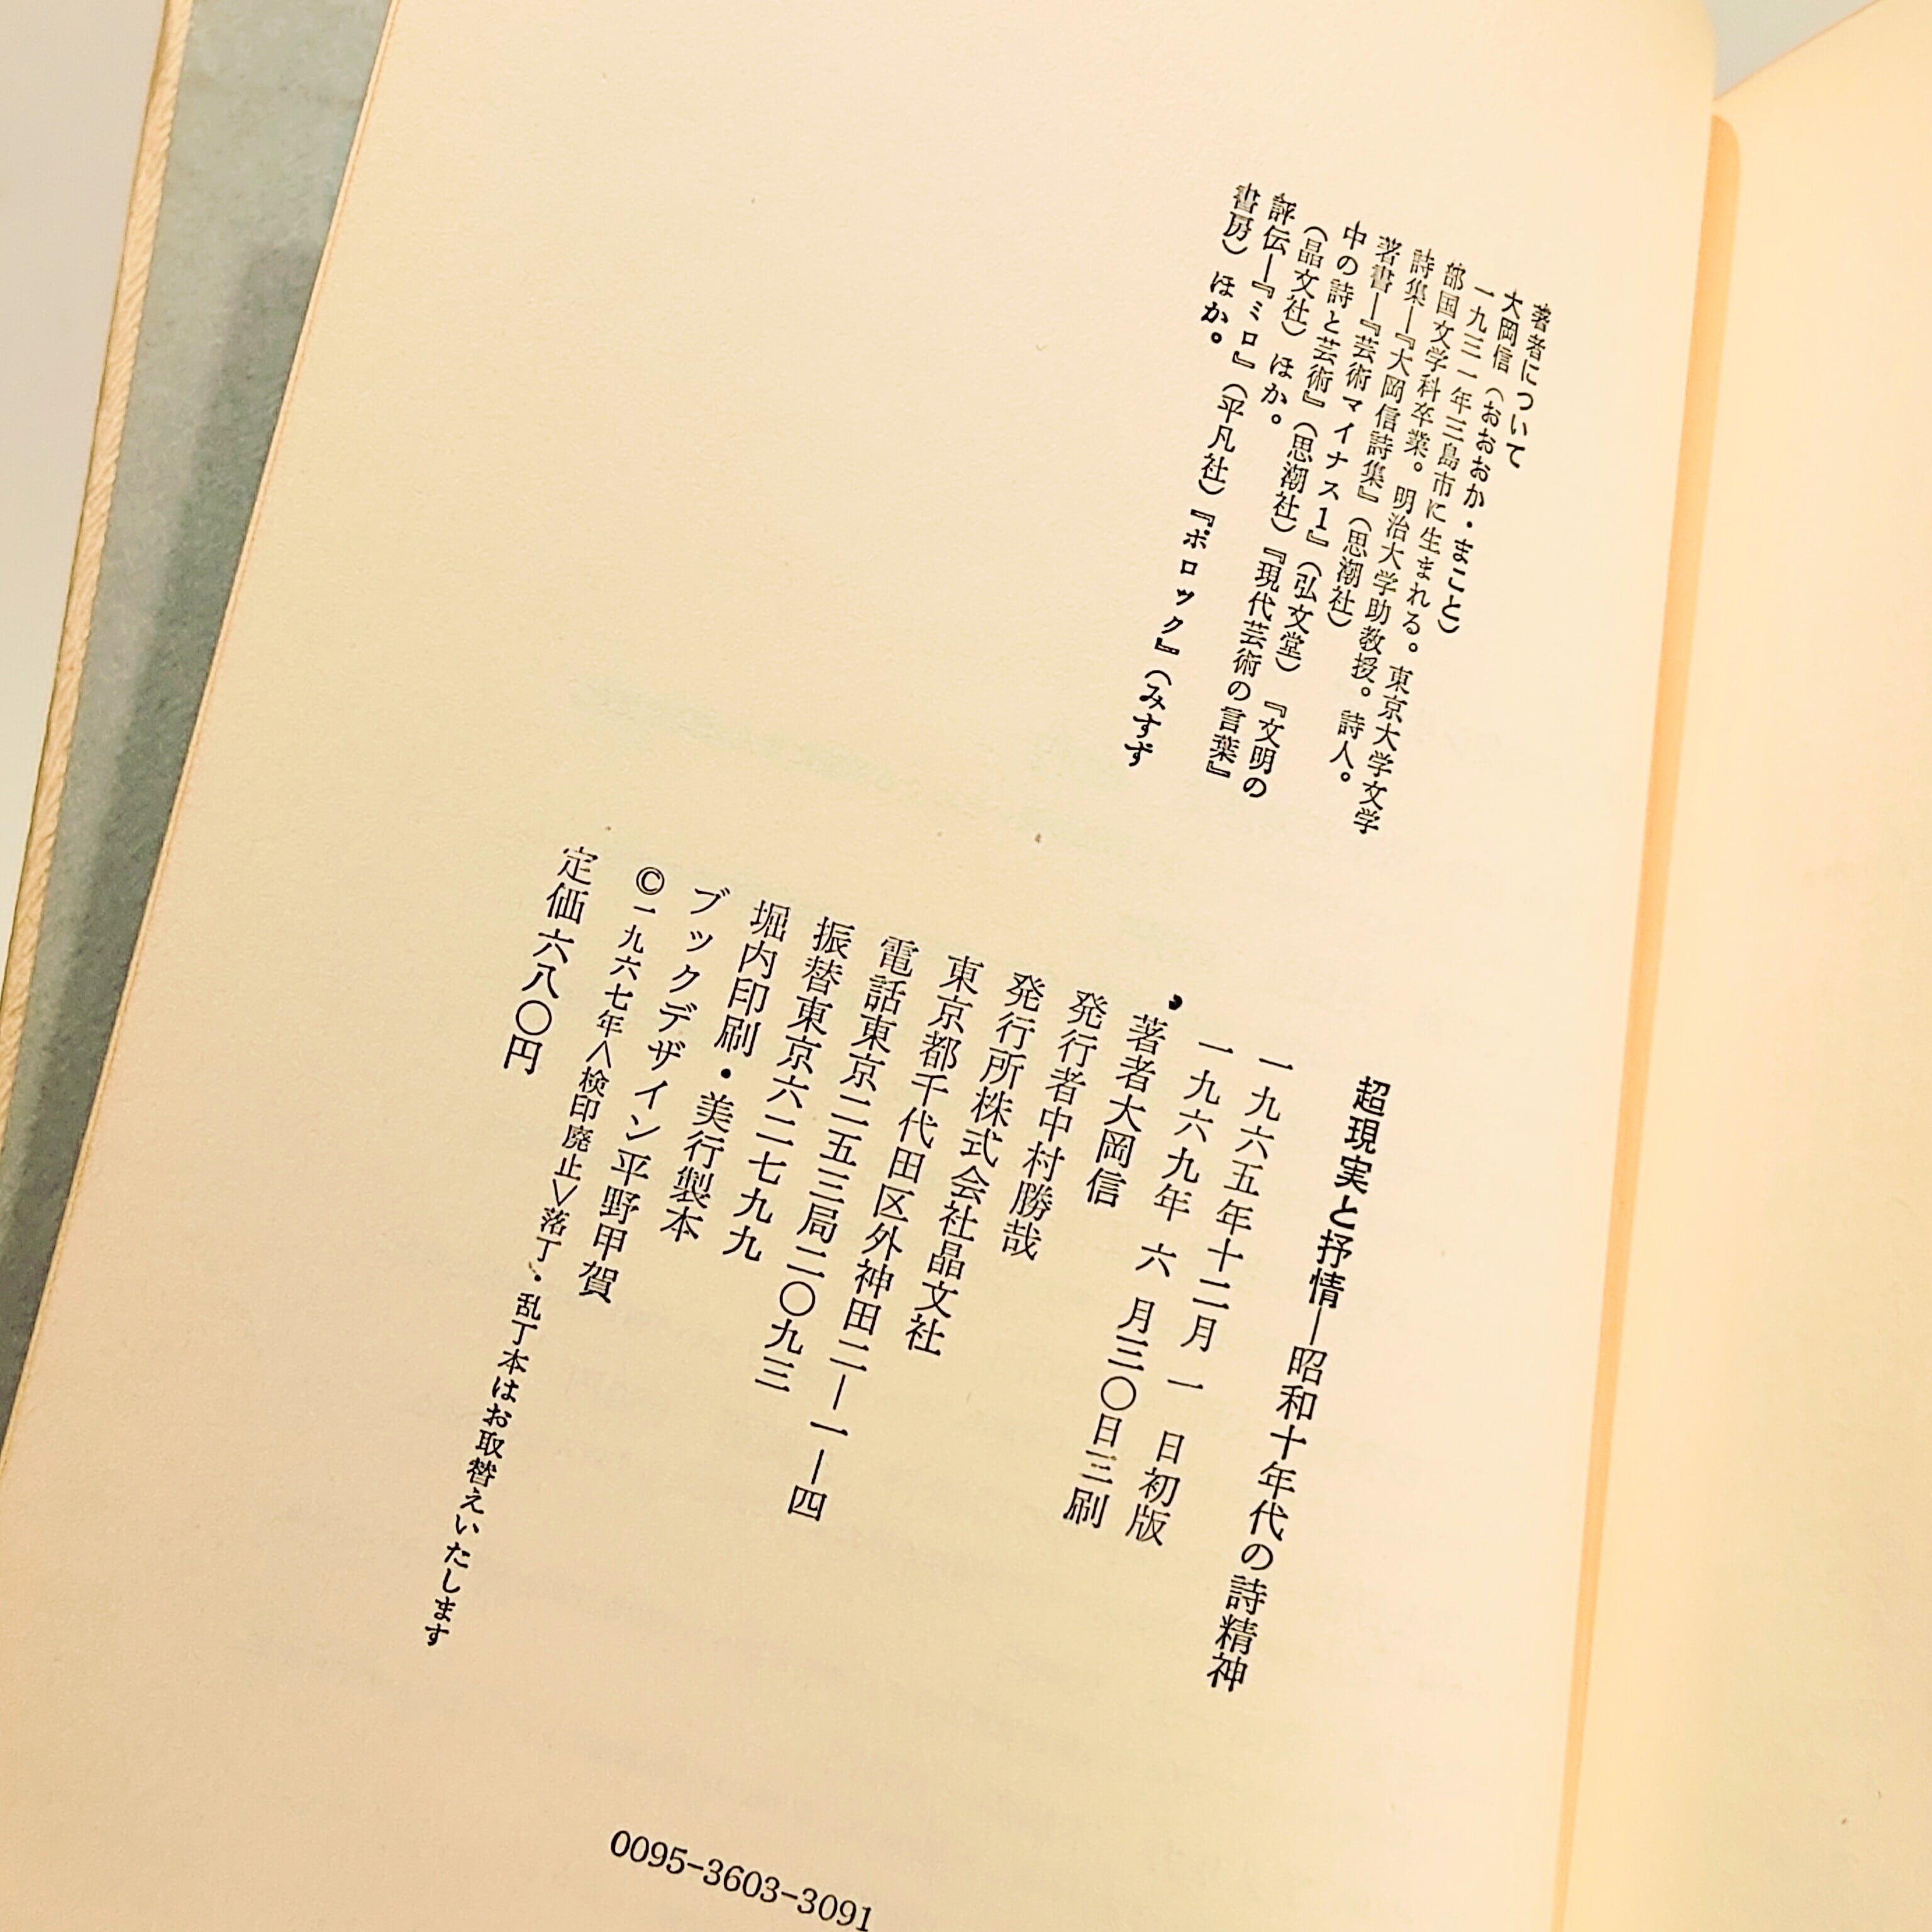 著者について
大岡信(おおおか・まこと)
一九三一年三島市に生まれる。東京大学文学
部国文学科卒業。明治大学助教授。詩人。
詩集―『大岡信詩集』(思潮社)
著書―『芸術マイナス1』(弘文堂)『文明の
中の詩と芸術』(思潮社)『現代芸術の言葉』
(晶文社)ほか。
評伝―『ミロ』(平凡社)『ポロック』(みすず
書房)ほか。
超現実と抒情―昭和十年代の詩精神
一九六五年十二月一日初版
一九六九年六月三〇日三刷
著者大岡信
発行者中村勝哉
発行所株式会社晶文社
東京都千代田区外神田二―一―四
電話東京二五三局二〇九三
振替東京六二七九九
堀内印刷・美行製本
ブックデザイン平野甲賀
©一九六七年<検印廃止>落丁・乱丁本はお取替えいたします
定価六八〇円
0095-3603-3091